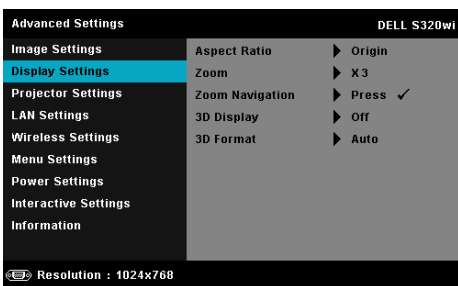 Advanced Settings DELL S320wi
Image Settings Aspect Ratio Origin
Display Settings Zoom X3
Projector Settings Zoom Navigation Press ✓
LAN Settings 3D Display Off
Wireless Settings 3D Format Auto
Menu Settings
Power Settings
Interactive Settings
Information
Resolution : 1024x768